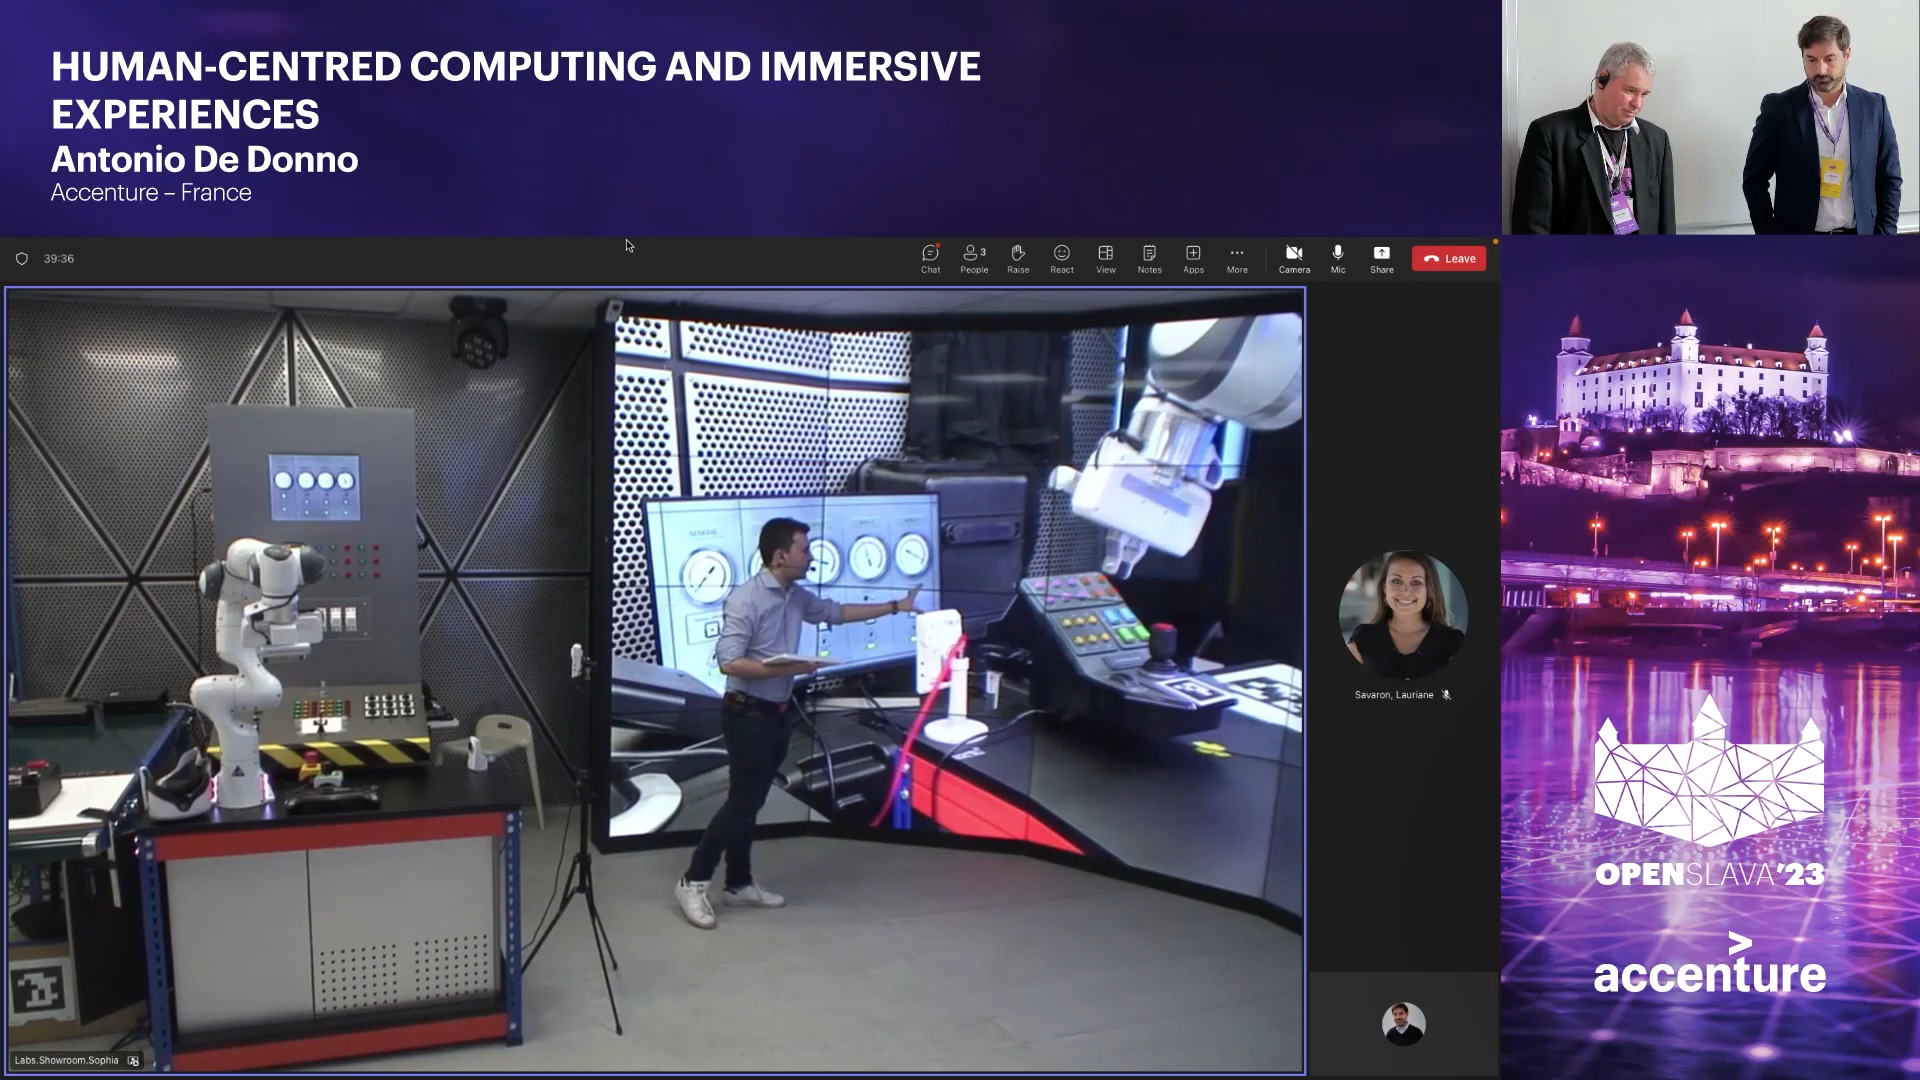 HUMAN-CENTRED COMPUTING AND IMMERSIVE
EXPERIENCES
Antonio De Donno
Accenture – France
39:36
Chat
People
3
Raise
React
View
Notes
Apps
More
Camera
Mic
Share
Leave
GENERAL
Savaron, Lauriane
Labs.Showroom.Sophia
OPENSLAVA'23
>
accenture